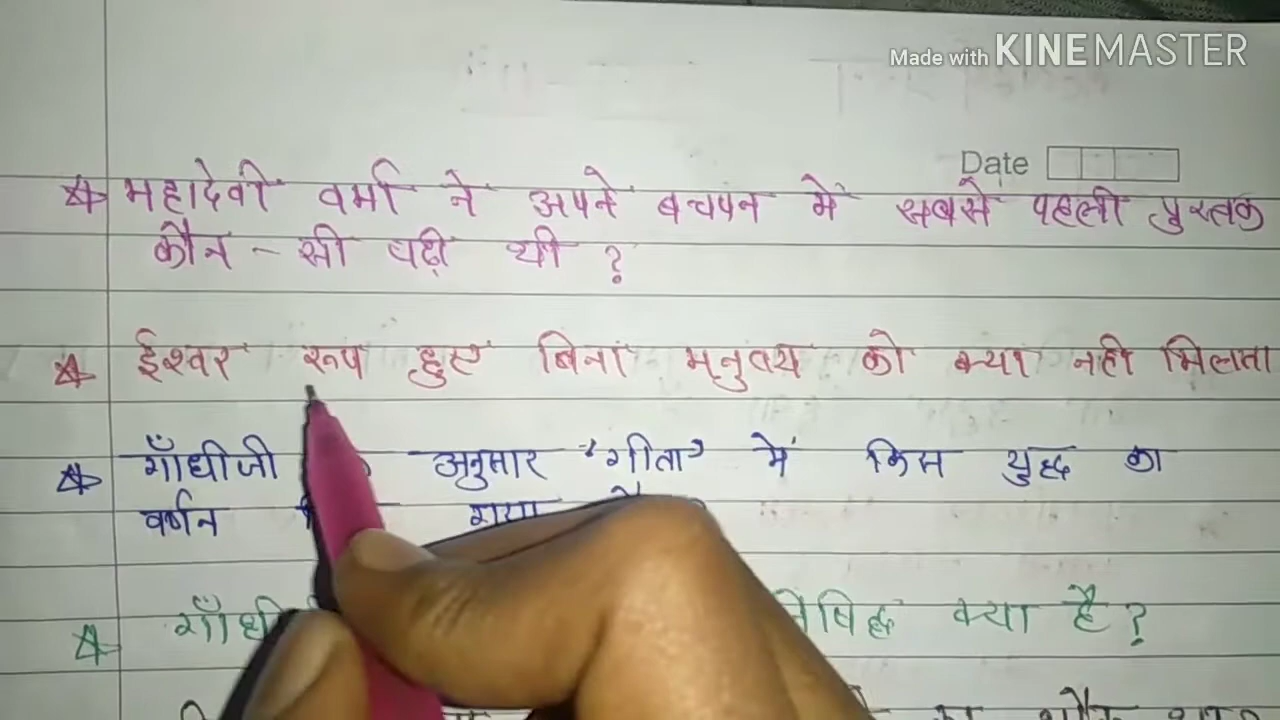 Made with KINEMASTER
Date
महादेवी वर्मा ने अपने बचपन में सबसे पहली पुस्तक
कौन - सी पढ़ी थी ?
ईश्वर रूप हुए बिना मनुष्य को क्या नही मिलता
गाँधीजी अनुसार 'गीता' में किस युद्ध का
वर्णन गया
क्या है ?